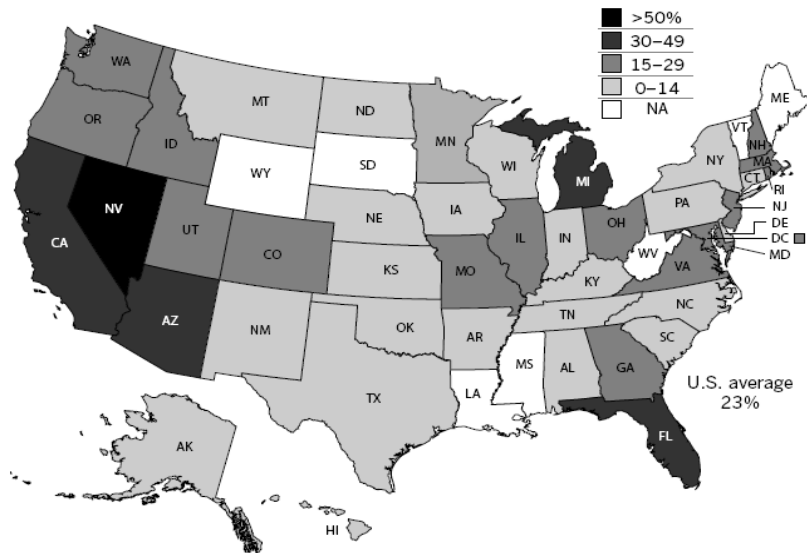 >50%
30–49
15–29
0–14
NA
WA
OR
ID
MT
ND
MN
SD
WY
NV
CA
UT
CO
AZ
NM
NE
KS
OK
TX
IA
MO
AR
LA
WI
IL
MI
IN
OH
KY
TN
MS
AL
GA
FL
SC
NC
VA
WV
PA
NY
VT
NH
ME
MA
CT
RI
NJ
DE
DC
MD
U.S. average
23%
AK
HI